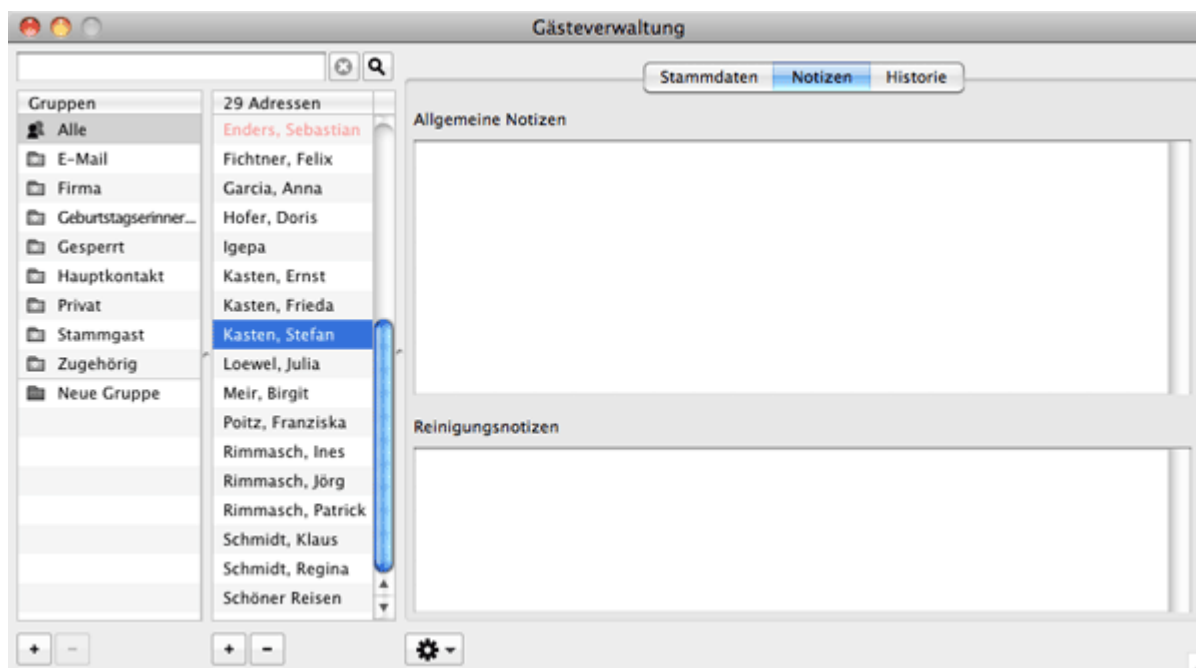 Gästeverwaltung
Stammdaten Notizen Historie
Gruppen
Alle
E-Mail
Firma
Geburtstagserinner...
Gesperrt
Hauptkontakt
Privat
Stammgast
Zugehörig
Neue Gruppe
29 Adressen
Enders, Sebastian
Fichtner, Felix
Garcia, Anna
Hofer, Doris
Igepa
Kasten, Ernst
Kasten, Frieda
Kasten, Stefan
Loewel, Julia
Meir, Birgit
Poitz, Franziska
Rimmasch, Ines
Rimmasch, Jörg
Rimmasch, Patrick
Schmidt, Klaus
Schmidt, Regina
Schöner Reisen
Allgemeine Notizen
Reinigungsnotizen